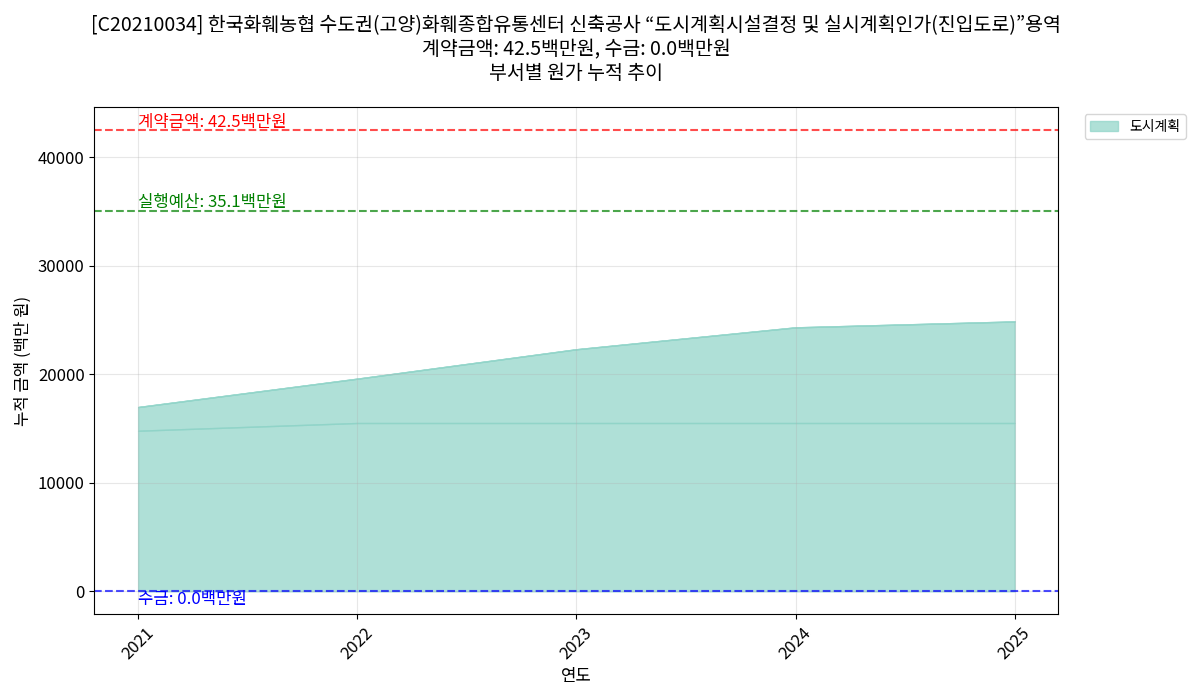 [C20210034] 한국화훼농협 수도권(고양)화훼종합유통센터 신축공사 “도시계획시설결정 및 실시계획인가(진입도로)”용역
계약금액: 42.5백만원, 수금: 0.0백만원
부서별 원가 누적 추이
계약금액: 42.5백만원
도시계획
40000
실행예산: 35.1백만원
30000
누적 금액 (백만 원)
20000
10000
0
수금: 0.0백만원
2021
2022
2023
2024
2025
연도